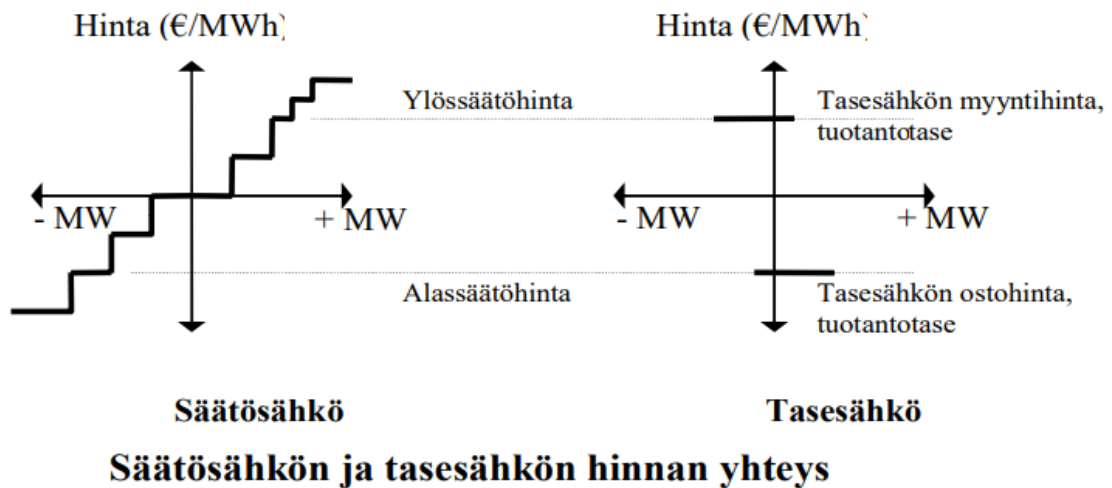 Hinta (€/MWh)
Hinta (€/MWh)
Ylössäätöhinta
Tasesähkön myyntihinta,
tuotantotase
- MW
+ MW
- MW
+ MW
Alassäätöhinta
Tasesähkön ostohinta,
tuotantotase
Säätösähkö
Tasesähkö
Säätösähkön ja tasesähkön hinnan yhteys